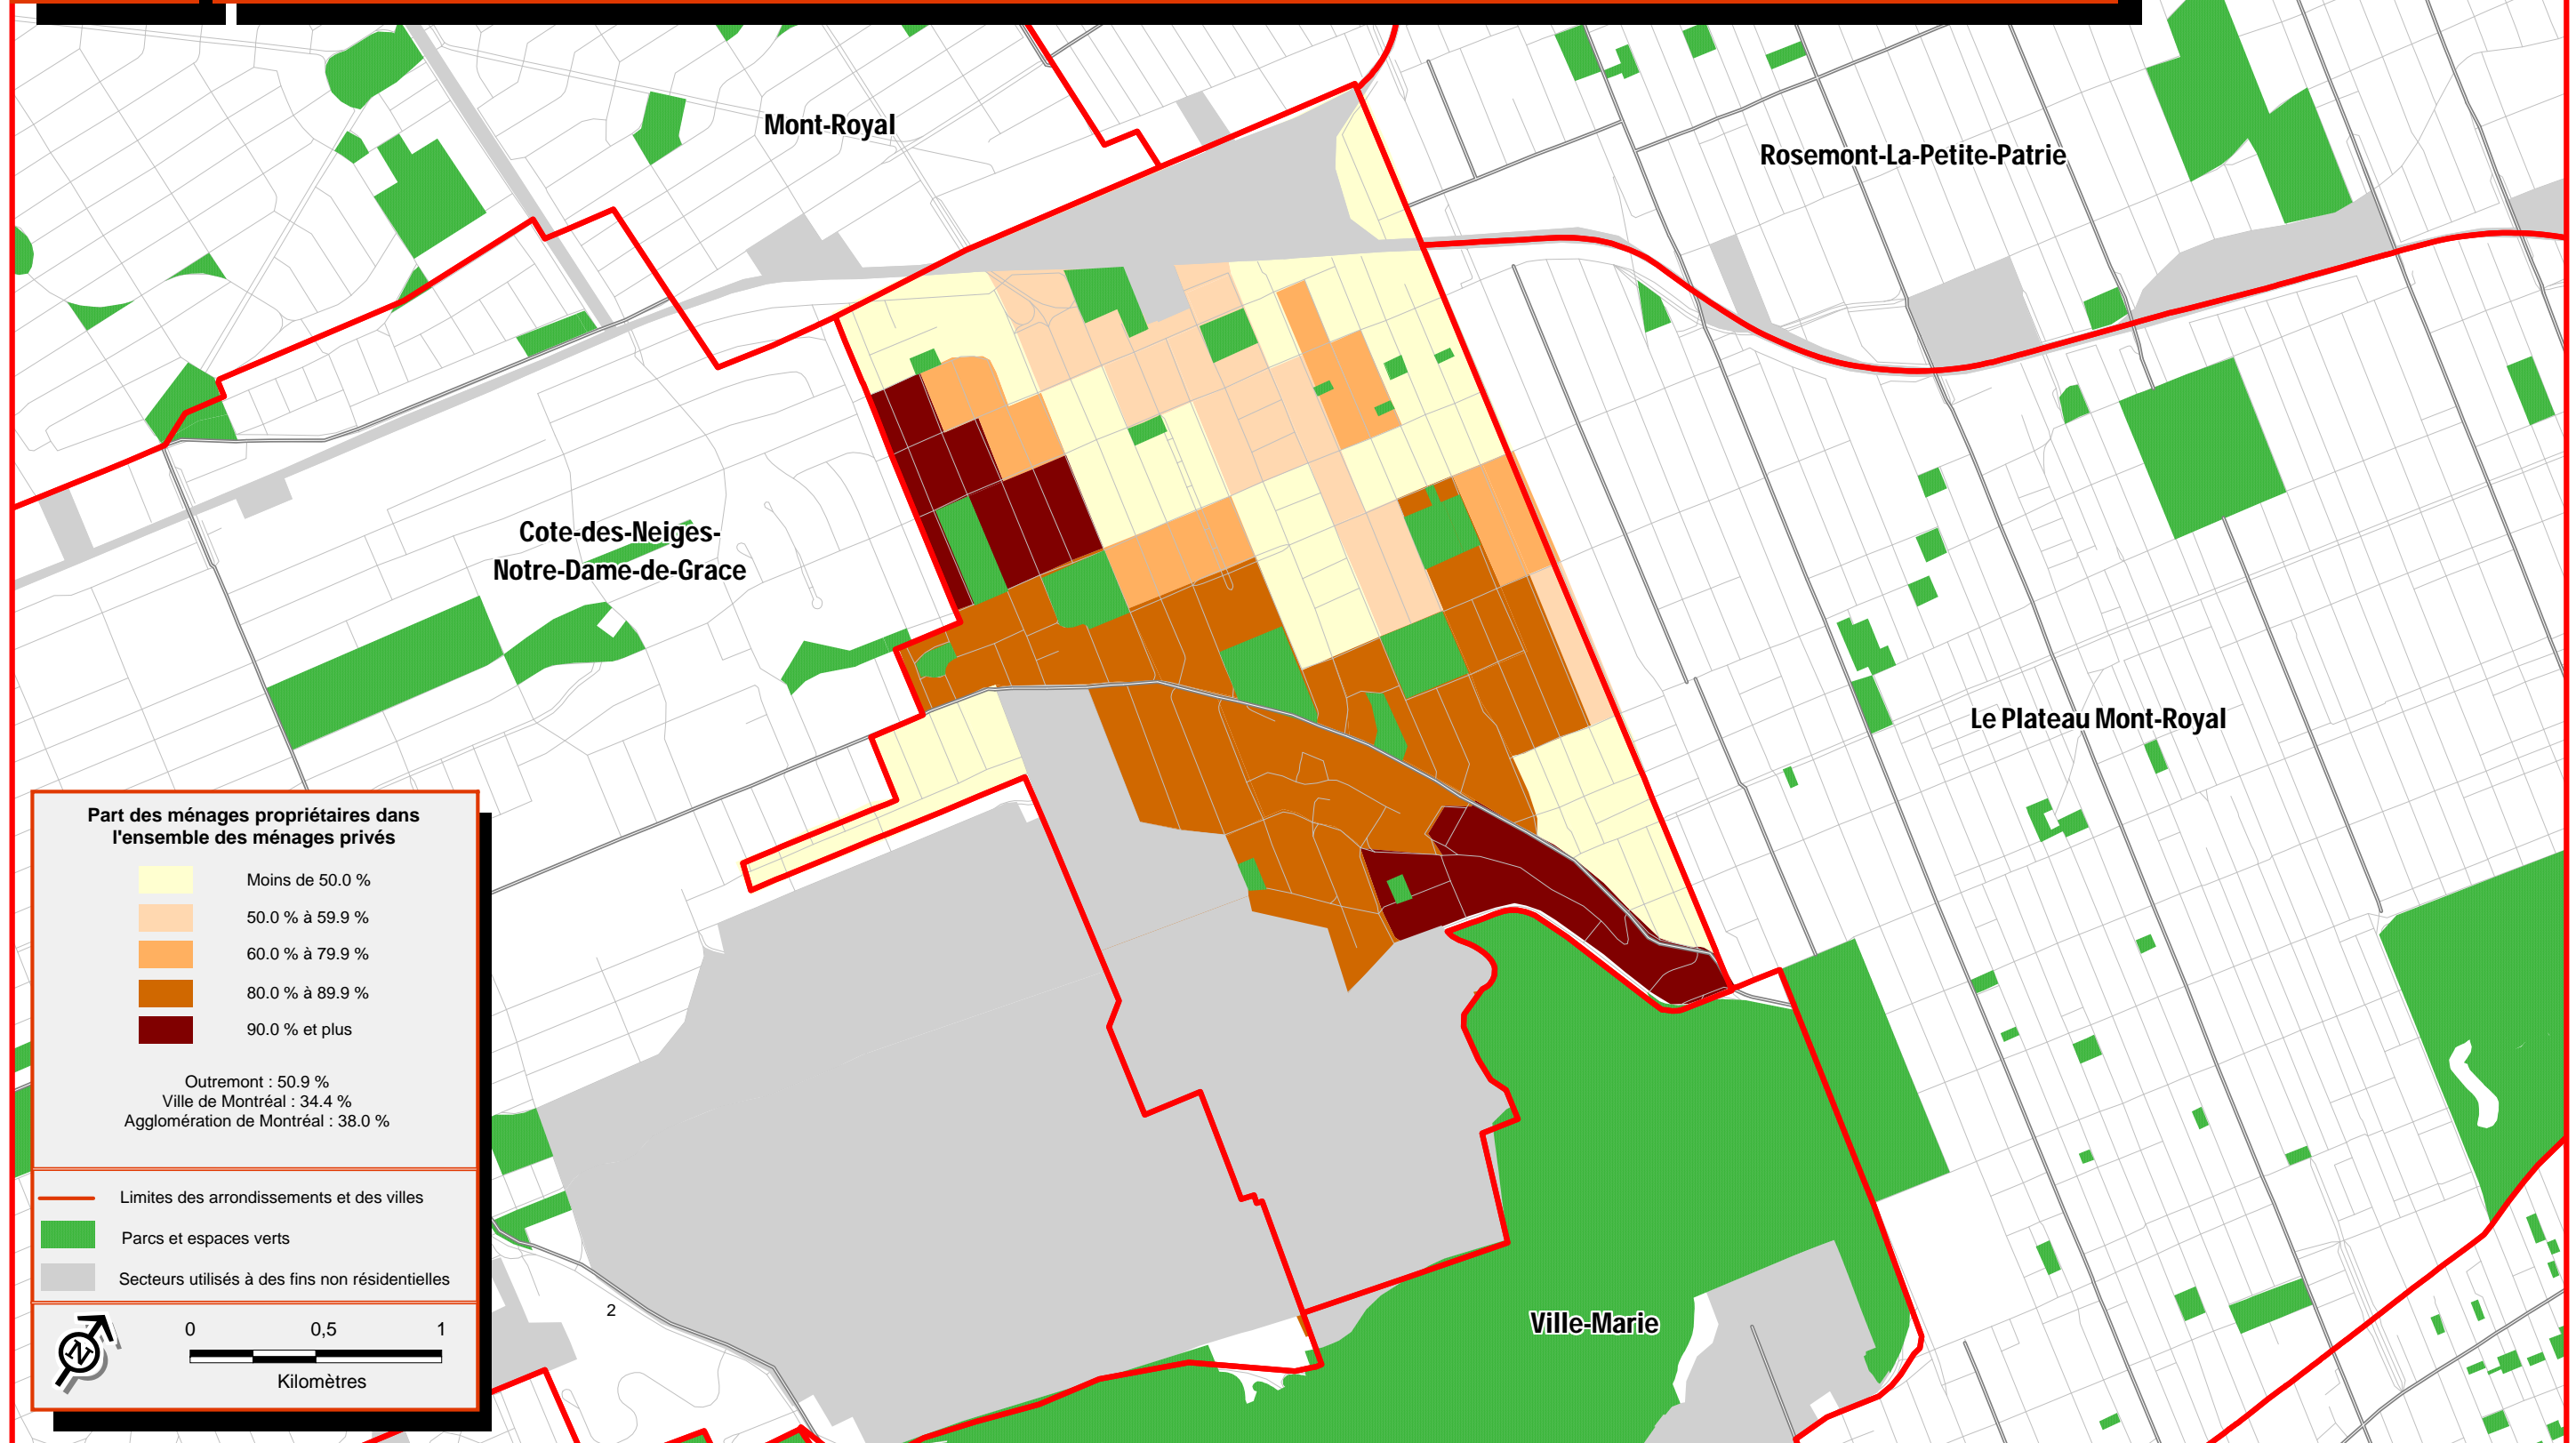 Mont-Royal
Rosemont-La-Petite-Patrie
Cote-des-Neiges-
Notre-Dame-de-Grace
Le Plateau Mont-Royal
Ville-Marie
Part des ménages propriétaires dans
l'ensemble des ménages privés
Moins de 50.0 %
50.0 % à 59.9 %
60.0 % à 79.9 %
80.0 % à 89.9 %
90.0 % et plus
Outremont : 50.9 %
Ville de Montréal : 34.4 %
Agglomération de Montréal : 38.0 %
Limites des arrondissements et des villes
Parcs et espaces verts
Secteurs utilisés à des fins non résidentielles
N
0 0,5 1
Kilomètres
2